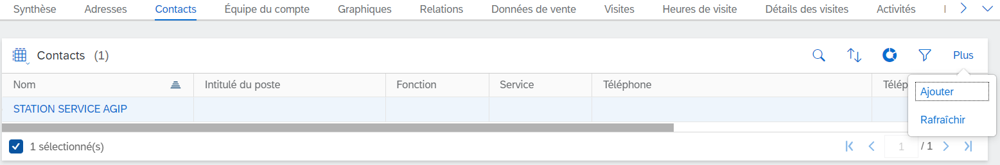 Synthèse Adresses Contacts Équipe du compte Graphiques Relations Données de vente Visites Heures de visite Détails des visites Activités
Contacts (1) Plus
Nom Intitulé du poste Fonction Service Téléphone Télép
Ajouter
STATION SERVICE AGIP
Rafraîchir
1 sélectionné(s) 1 / 1